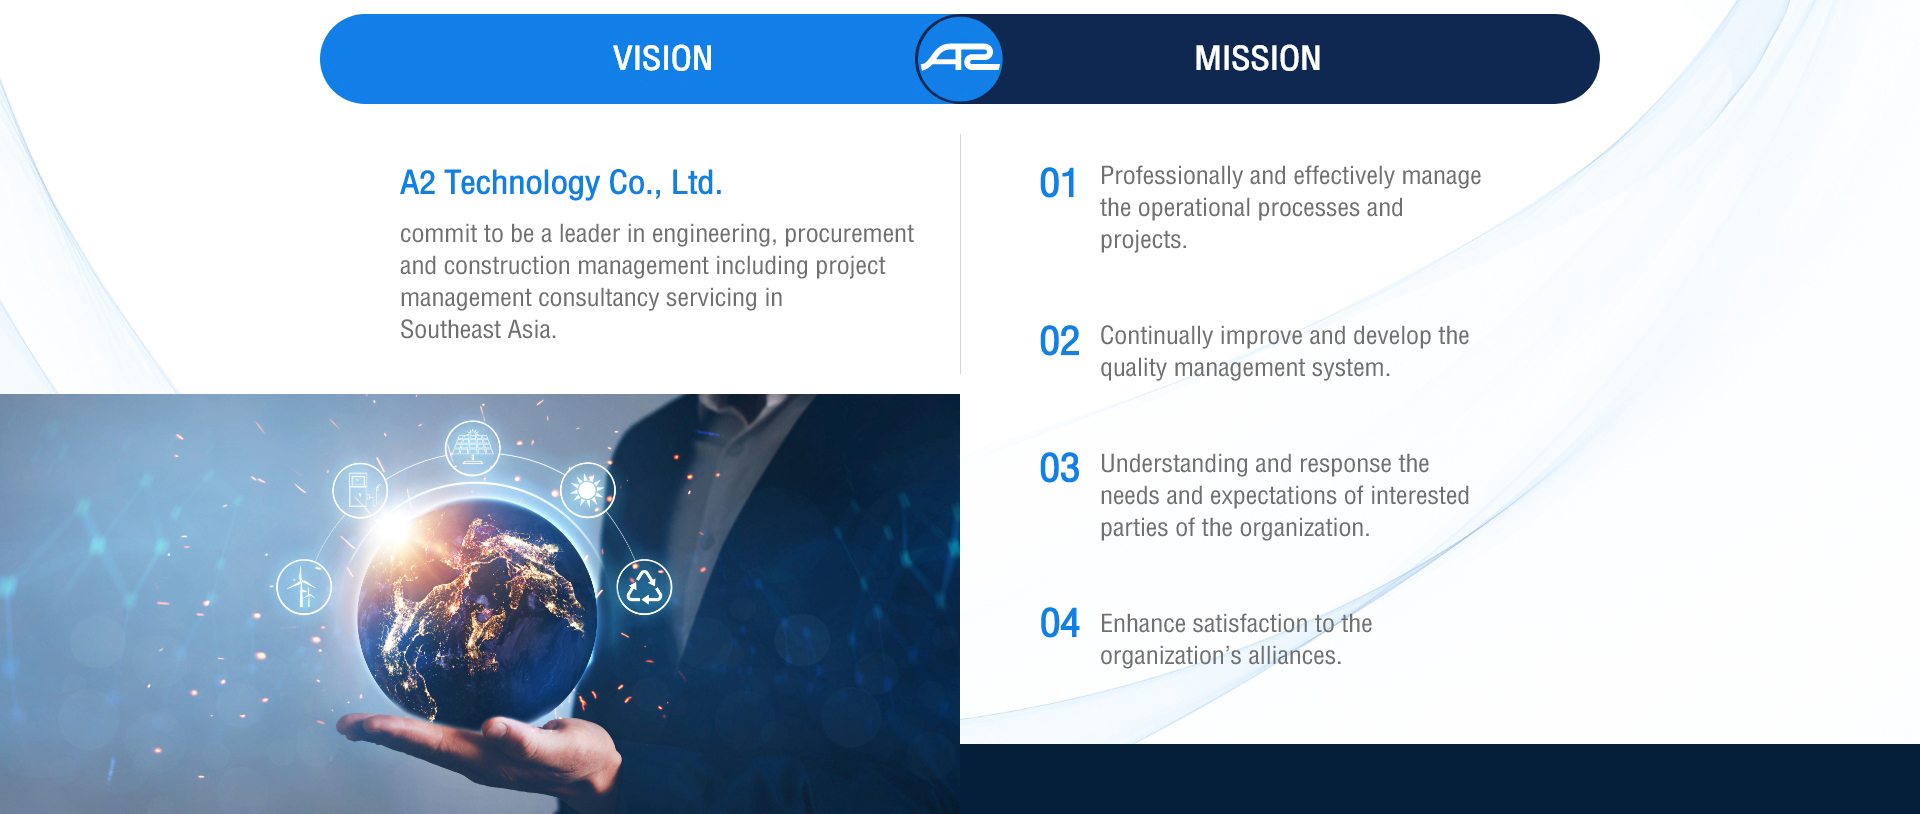 VISION
A2
MISSION
A2 Technology Co., Ltd.
commit to be a leader in engineering, procurement
and construction management including project
management consultancy servicing in
Southeast Asia.
01
Professionally and effectively manage
the operational processes and
projects.
02
Continually improve and develop the
quality management system.
03
Understanding and response the
needs and expectations of interested
parties of the organization.
04
Enhance satisfaction to the
organization’s alliances.